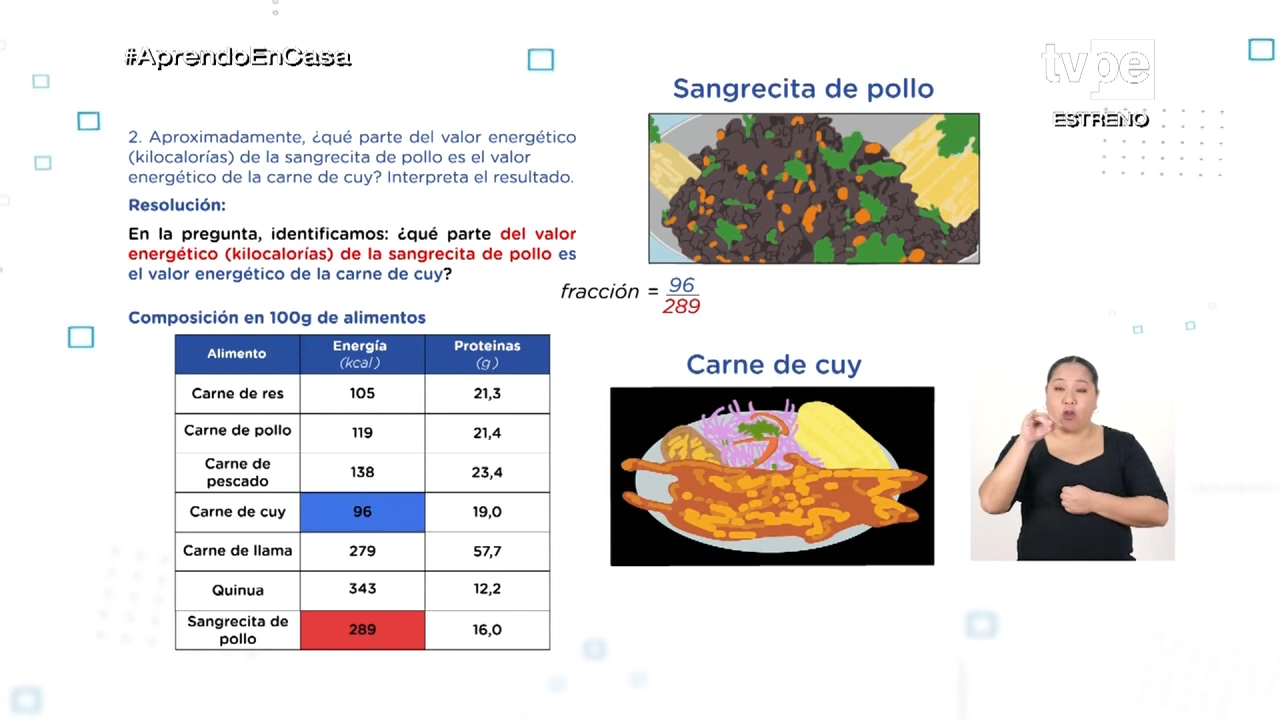 #AprendoEnCasa
tvpe
ESTRENO
2. Aproximadamente, ¿qué parte del valor energético
(kilocalorías) de la sangrecita de pollo es el valor
energético de la carne de cuy? Interpreta el resultado.
Resolución:
En la pregunta, identificamos: ¿qué parte del valor
energético (kilocalorías) de la sangrecita de pollo es
el valor energético de la carne de cuy?
Sangrecita de pollo
fracción = 96
289
Carne de cuy
Composición en 100g de alimentos
Alimento Energía (kcal) Proteinas (g)
Carne de res 105 21,3
Carne de pollo 119 21,4
Carne de pescado 138 23,4
Carne de cuy 96 19,0
Carne de llama 279 57,7
Quinua 343 12,2
Sangrecita de pollo 289 16,0